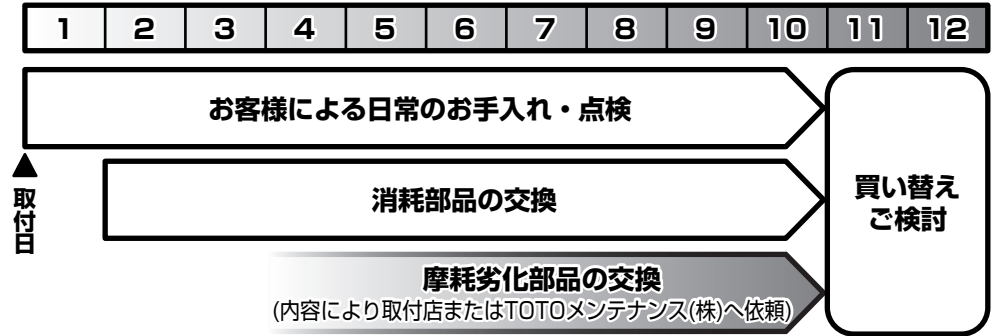 1 2 3 4 5 6 7 8 9 10 11 12
お客様による日常のお手入れ・点検
▲
取付日
消耗部品の交換
買い替え
ご検討
摩耗劣化部品の交換
(内容により取付店またはTOTOメンテナンス(株)へ依頼)